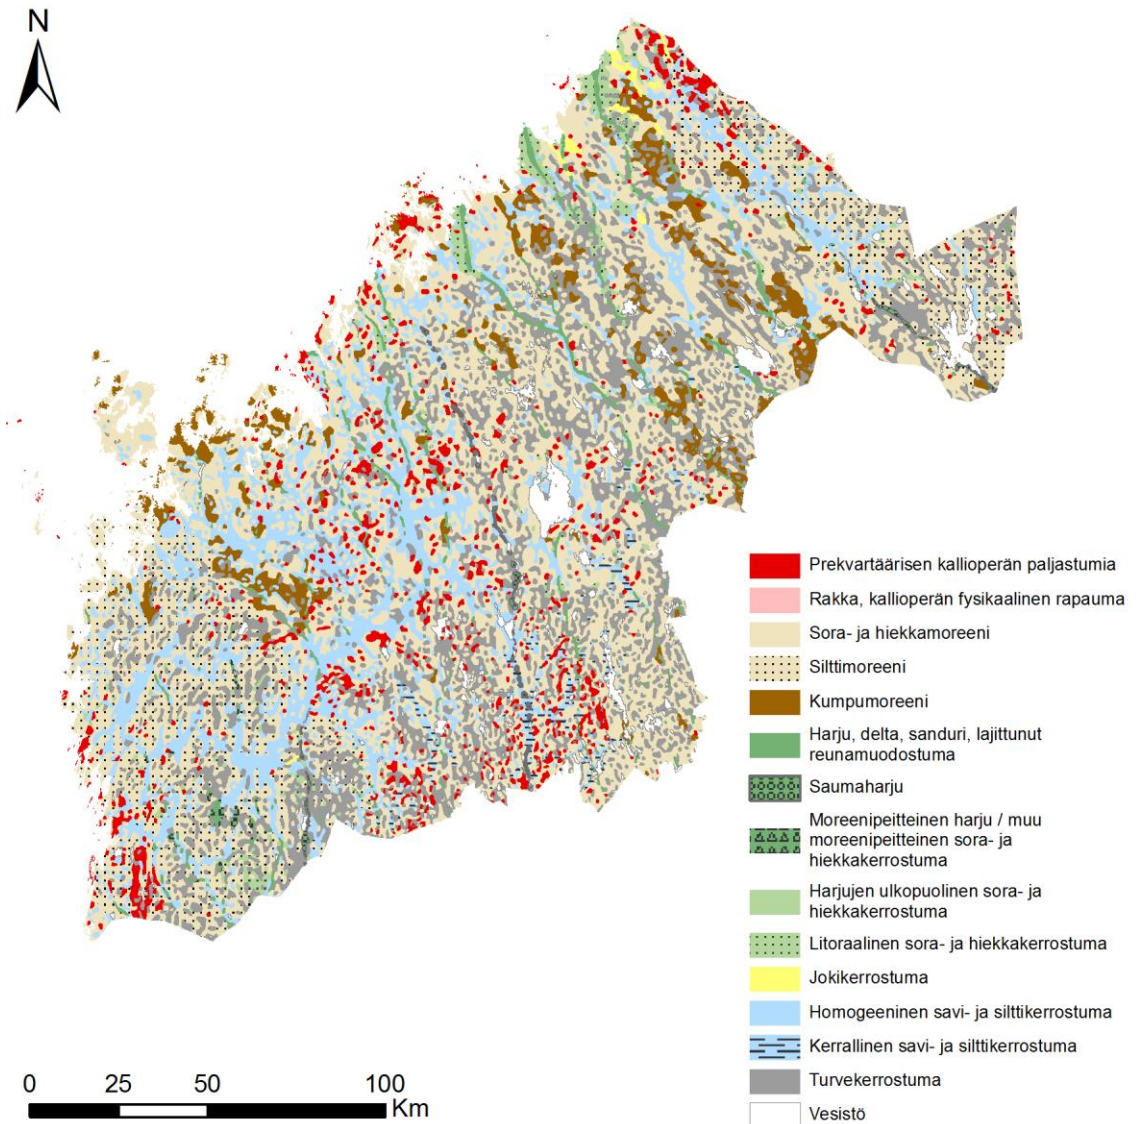 N
Prekvartäärisen kallioperän paljastumia
Rakka, kallioperän fysikaalinen rapauma
Sora- ja hiekkamoreeni
Silttimoreeni
Kumpumoreeni
Harju, delta, sanduri, lajittunut
reunamuodostuma
Saumaharju
Moreenipeitteinen harju / muu
moreenipeitteinen sora- ja
hiekkakerrostuma
Harjujen ulkopuolinen sora- ja
hiekkakerrostuma
Litoraalinen sora- ja hiekkakerrostuma
Jokikerrostuma
Homogeeninen savi- ja silttikerrostuma
Kerrallinen savi- ja silttikerrostuma
Turvekerrostuma
Vesistö
0 25 50 100
Km